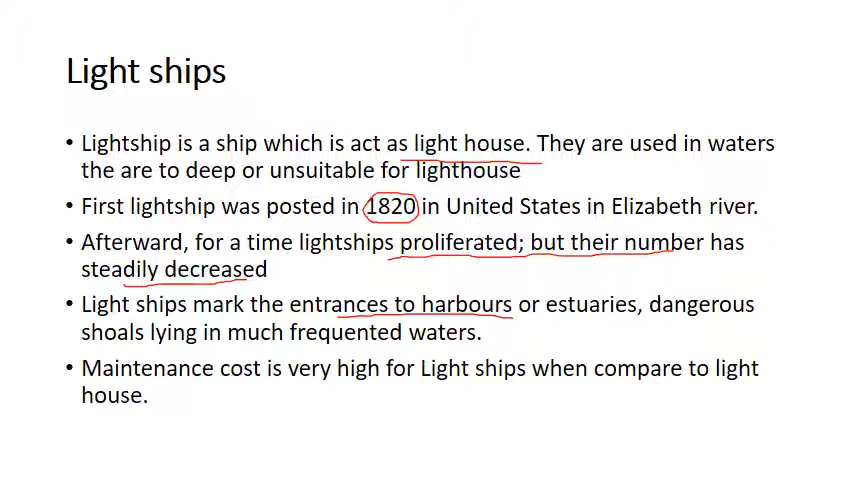 Light ships
• Lightship is a ship which is act as light house. They are used in waters
the are to deep or unsuitable for lighthouse
• First lightship was posted in 1820 in United States in Elizabeth river.
• Afterward, for a time lightships proliferated; but their number has
steadily decreased
• Light ships mark the entrances to harbours or estuaries, dangerous
shoals lying in much frequented waters.
• Maintenance cost is very high for Light ships when compare to light
house.